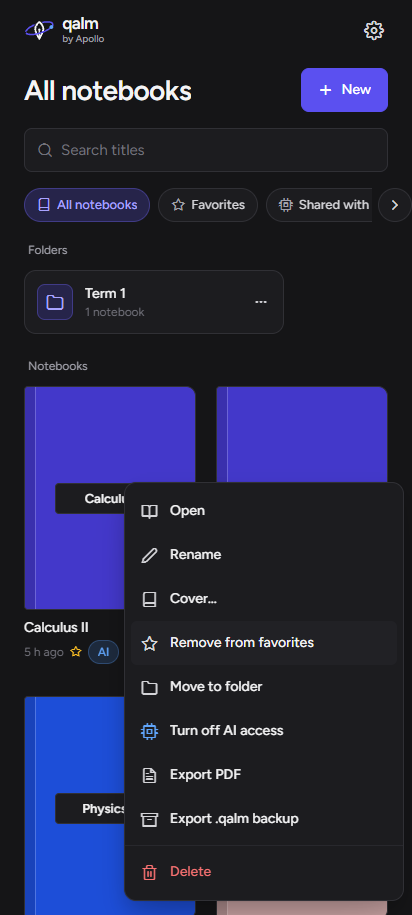 qalm
by Apollo
All notebooks
+ New
Search titles
All notebooks
Favorites
Shared with
Folders
Term 1
1 notebook
Notebooks
Calculus II
5 h ago
AI
Open
Rename
Cover...
Remove from favorites
Move to folder
Turn off AI access
Export PDF
Export .qalm backup
Delete